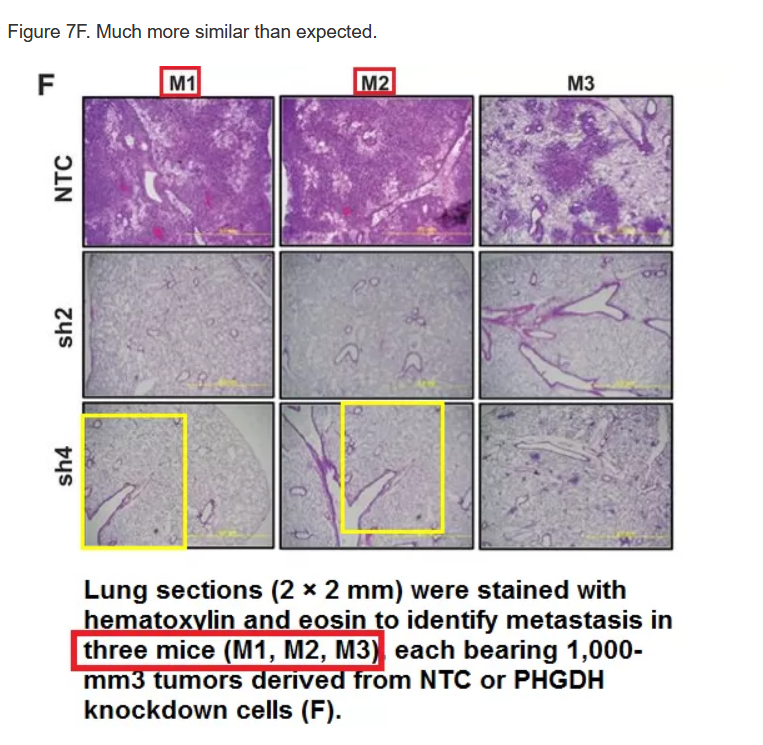 Figure 7F. Much more similar than expected.
F
M1 M2 M3
NTC
sh2
sh4
Lung sections (2 × 2 mm) were stained with
hematoxylin and eosin to identify metastasis in
three mice (M1, M2, M3), each bearing 1,000-
mm3 tumors derived from NTC or PHGDH
knockdown cells (F).